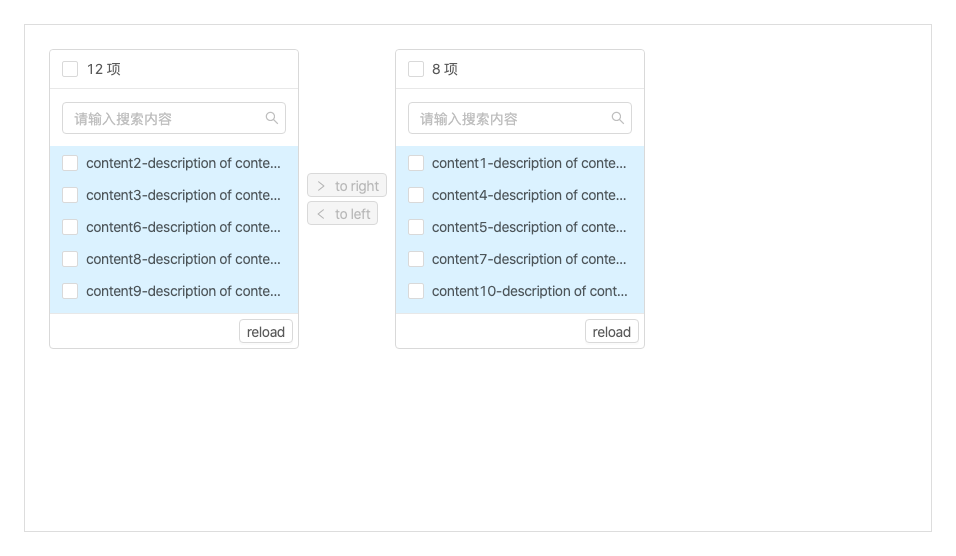 12 项
请输入搜索内容
content2-description of conte...
content3-description of conte...
content6-description of conte...
content8-description of conte...
content9-description of conte...
reload
to right
to left
8 项
请输入搜索内容
content1-description of conte...
content4-description of conte...
content5-description of conte...
content7-description of conte...
content10-description of cont...
reload